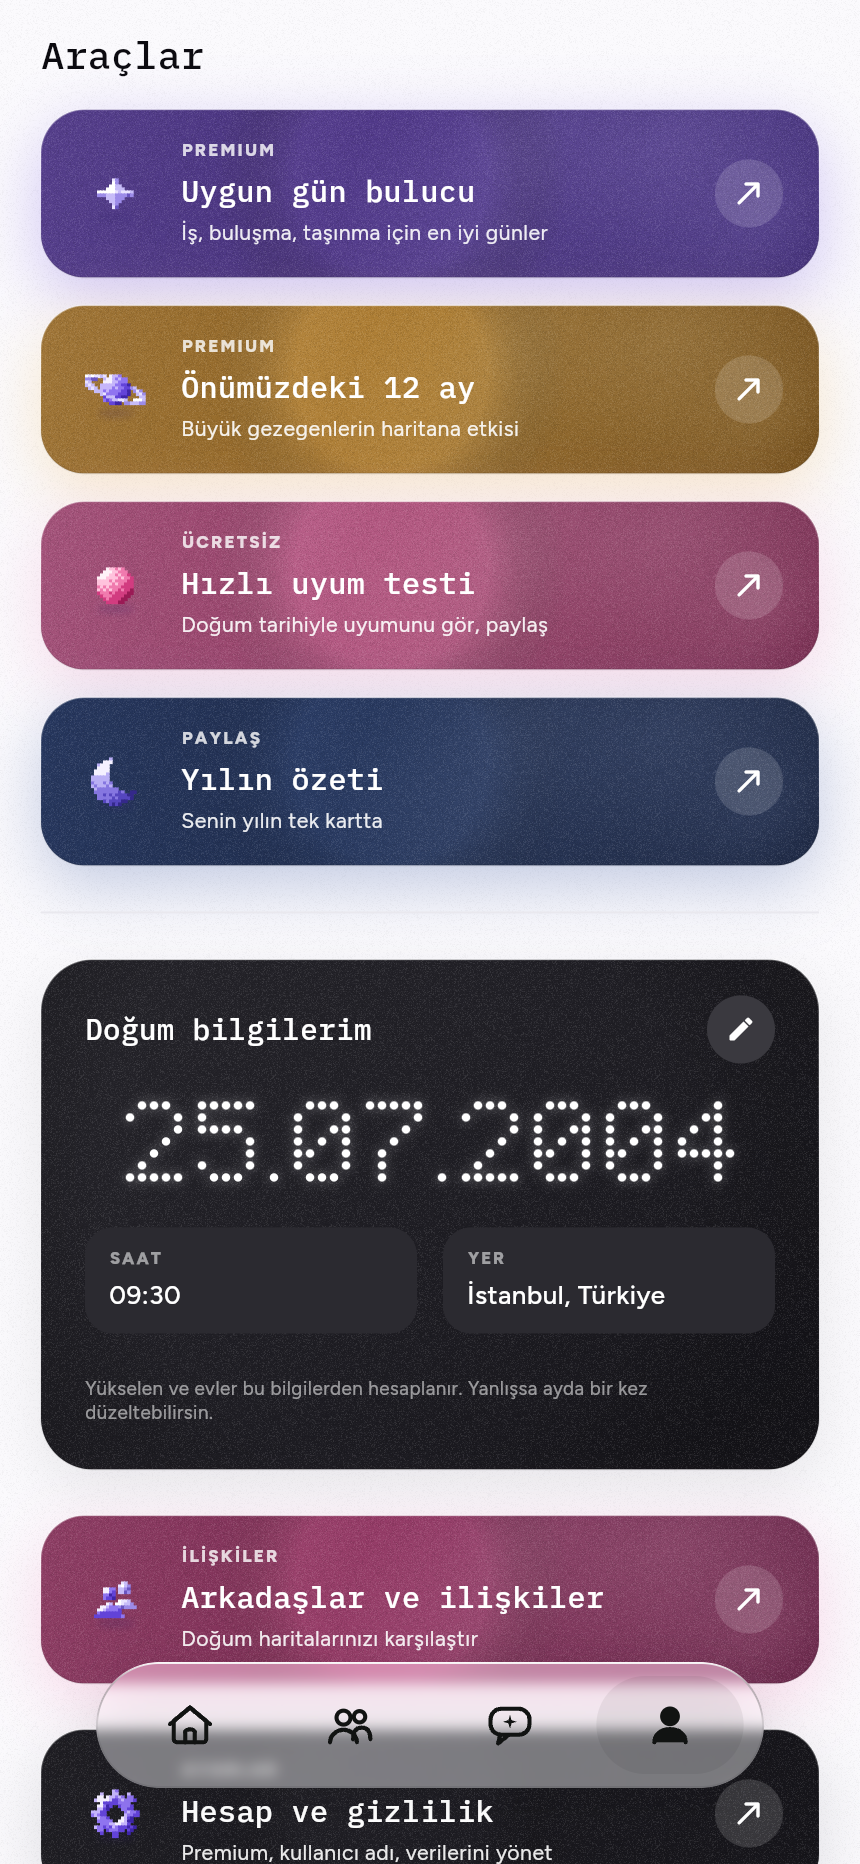 Araçlar
PREMIUM
Uygun gün bulucu
İş, buluşma, taşınma için en iyi günler
PREMIUM
Önümüzdeki 12 ay
Büyük gezegenlerin haritana etkisi
ÜCRETSİZ
Hızlı uyum testi
Doğum tarihiyle uyumunu gör, paylaş
PAYLAŞ
Yılın özeti
Senin yılın tek kartta
Doğum bilgilerim
25.07.2004
SAAT
YER
09:30
İstanbul, Türkiye
Yükselen ve evler bu bilgilerden hesaplanır. Yanlışsa ayda bir kez
düzeltebilirsin.
İLİŞKİLER
Arkadaşlar ve ilişkiler
Doğum haritalarınızı karşılaştır
Hesap ve gizlilik
Premium, kullanıcı adı, verilerini yönet